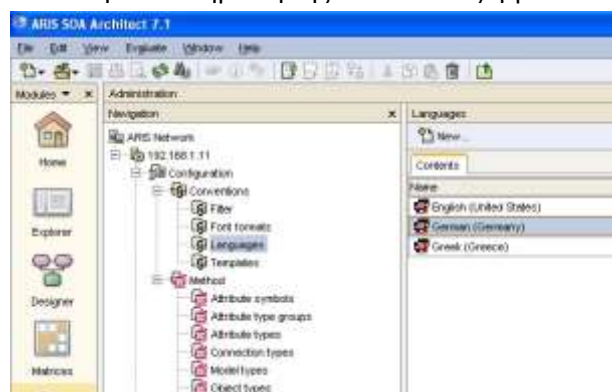 ARIS SOA Architect 7.1
File Edit View Evaluate Window Help
Modules
Administration
Navigation
Languages
ARIS Network
New...
192.168.1.11
Home
Configuration
Contents
Conventions
Name
Filter
English (United States)
Font formats
German (Germany)
Explorer
Languages
Greek (Greece)
Templates
Method
Attribute symbols
Designer
Attribute type groups
Attribute types
Connection types
Matrices
Model types
Object types